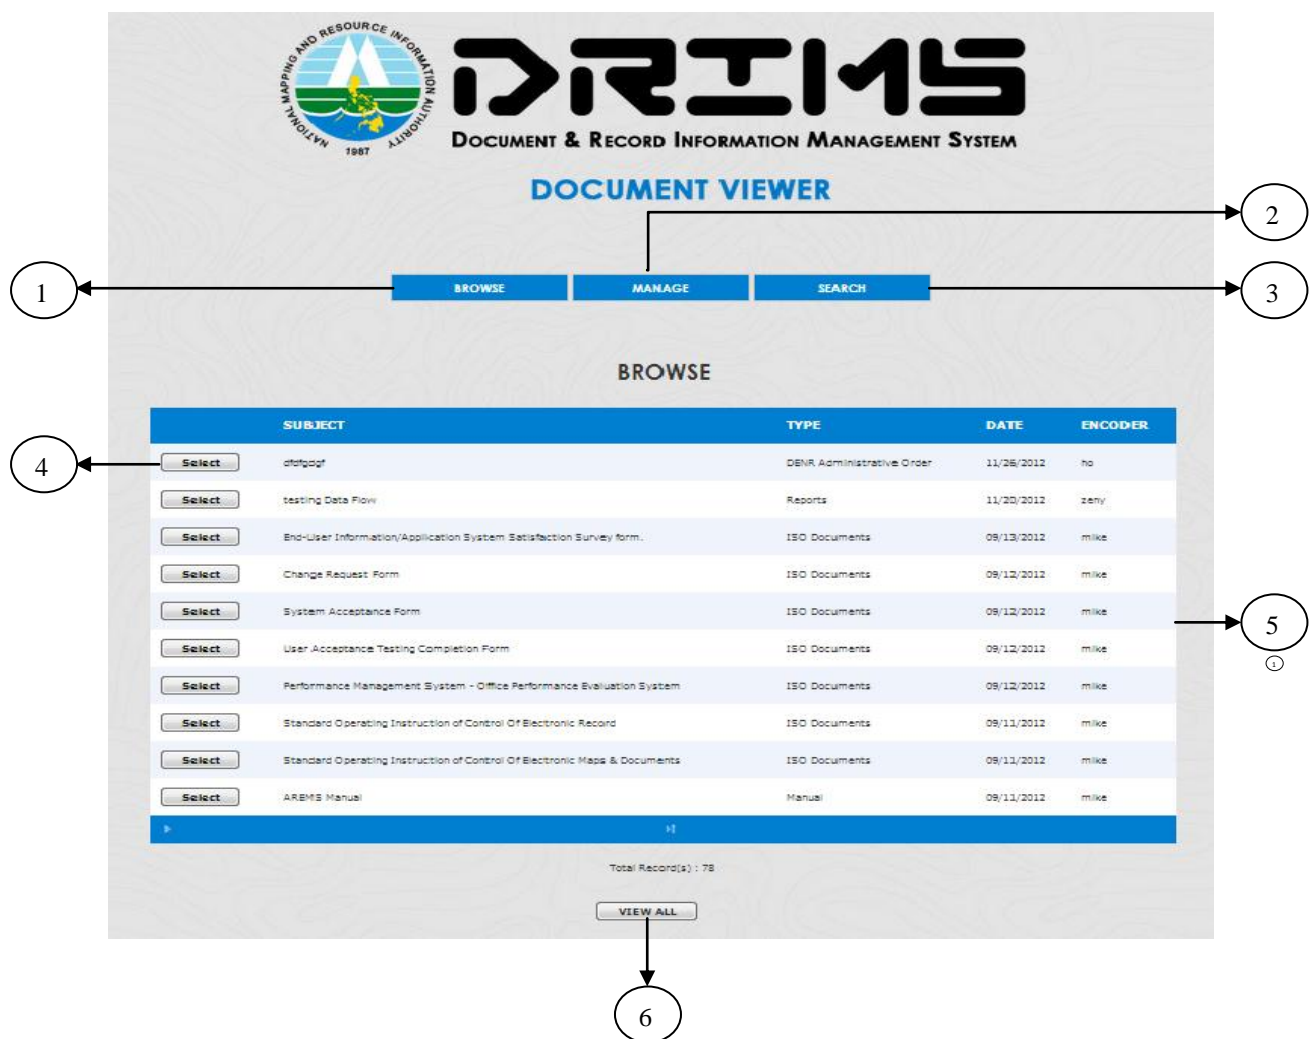 NATIONAL MAPPING AND RESOURCE INFORMATION AUTHORITY
1987
DRIMS
DOCUMENT & RECORD INFORMATION MANAGEMENT SYSTEM
DOCUMENT VIEWER
2
1
BROWSE MANAGE SEARCH
3
BROWSE
SUBJECT TYPE DATE ENCODER
4
Select DENR Administrative Order 11/26/2012 ho
Select testing Data Flow Reports 11/20/2012 zeny
Select End-User Information/Application System Satisfaction Survey form. ISO Documents 09/13/2012 mike
Select Change Request Form ISO Documents 09/12/2012 mike
Select System Acceptance Form ISO Documents 09/12/2012 mike
5
1
Select User Acceptance Testing Completion Form ISO Documents 09/12/2012 mike
Select Performance Management System - Office Performance Evaluation System ISO Documents 09/12/2012 mike
Select Standard Operating Instruction of Control Of Electronic Record ISO Documents 09/11/2012 mike
Select Standard Operating Instruction of Control Of Electronic Maps & Documents ISO Documents 09/11/2012 mike
Select AREMS Manual Manual 09/11/2012 mike
Total Record(s) : 78
VIEW ALL
6